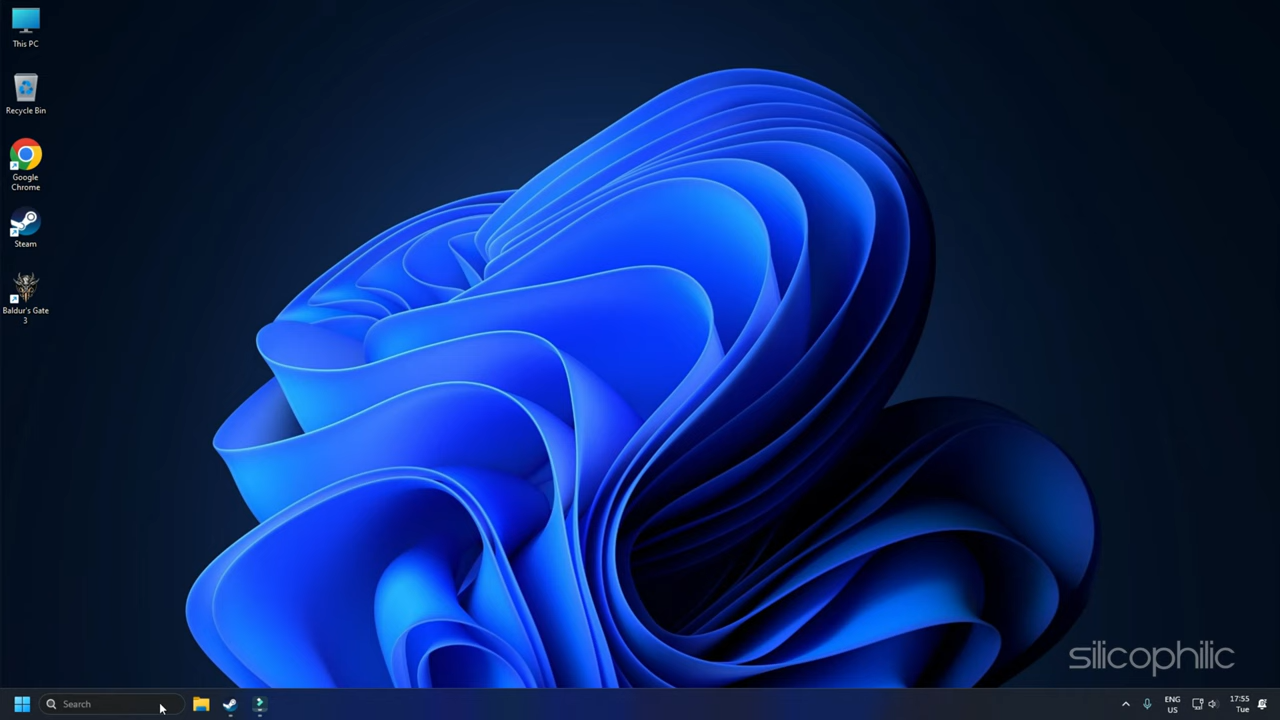 This PC
Recycle Bin
Google
Chrome
Steam
Baldur's Gate
3
silicophilic
Search
ENG
US
17:55
Tue